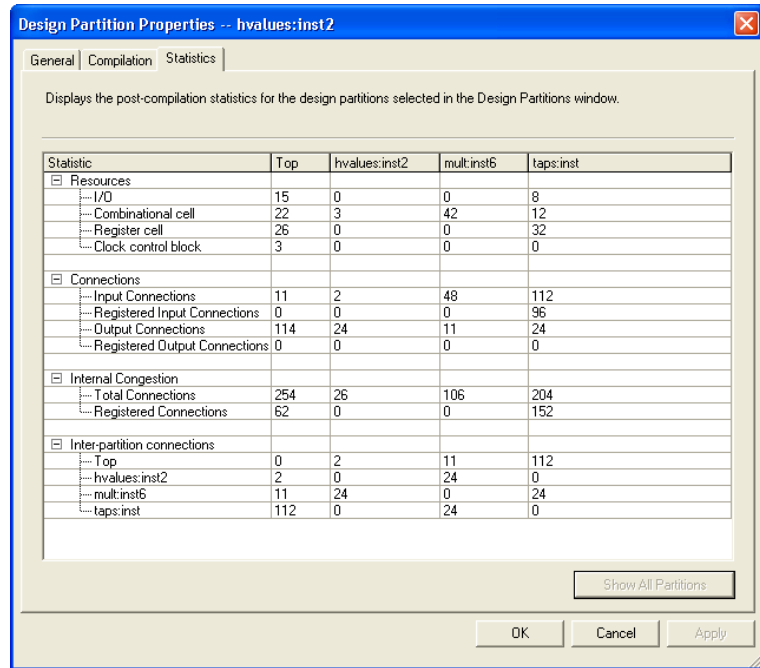 Design Partition Properties -- hvalues:inst2
General Compilation Statistics
Displays the post-compilation statistics for the design partitions selected in the Design Partitions window.
Statistic Top hvalues:inst2 mult:inst6 taps:inst
Resources
I/O 15 0 0 8
Combinational cell 22 3 42 12
Register cell 26 0 0 32
Clock control block 3 0 0 0
Connections
Input Connections 11 2 48 112
Registered Input Connections 0 0 0 96
Output Connections 114 24 11 24
Registered Output Connections 0 0 0 0
Internal Congestion
Total Connections 254 26 106 204
Registered Connections 62 0 0 152
Inter-partition connections
Top 0 2 11 112
hvalues:inst2 2 0 24 0
mult:inst6 11 24 0 24
taps:inst 112 0 24 0
Show All Partitions
OK Cancel Apply